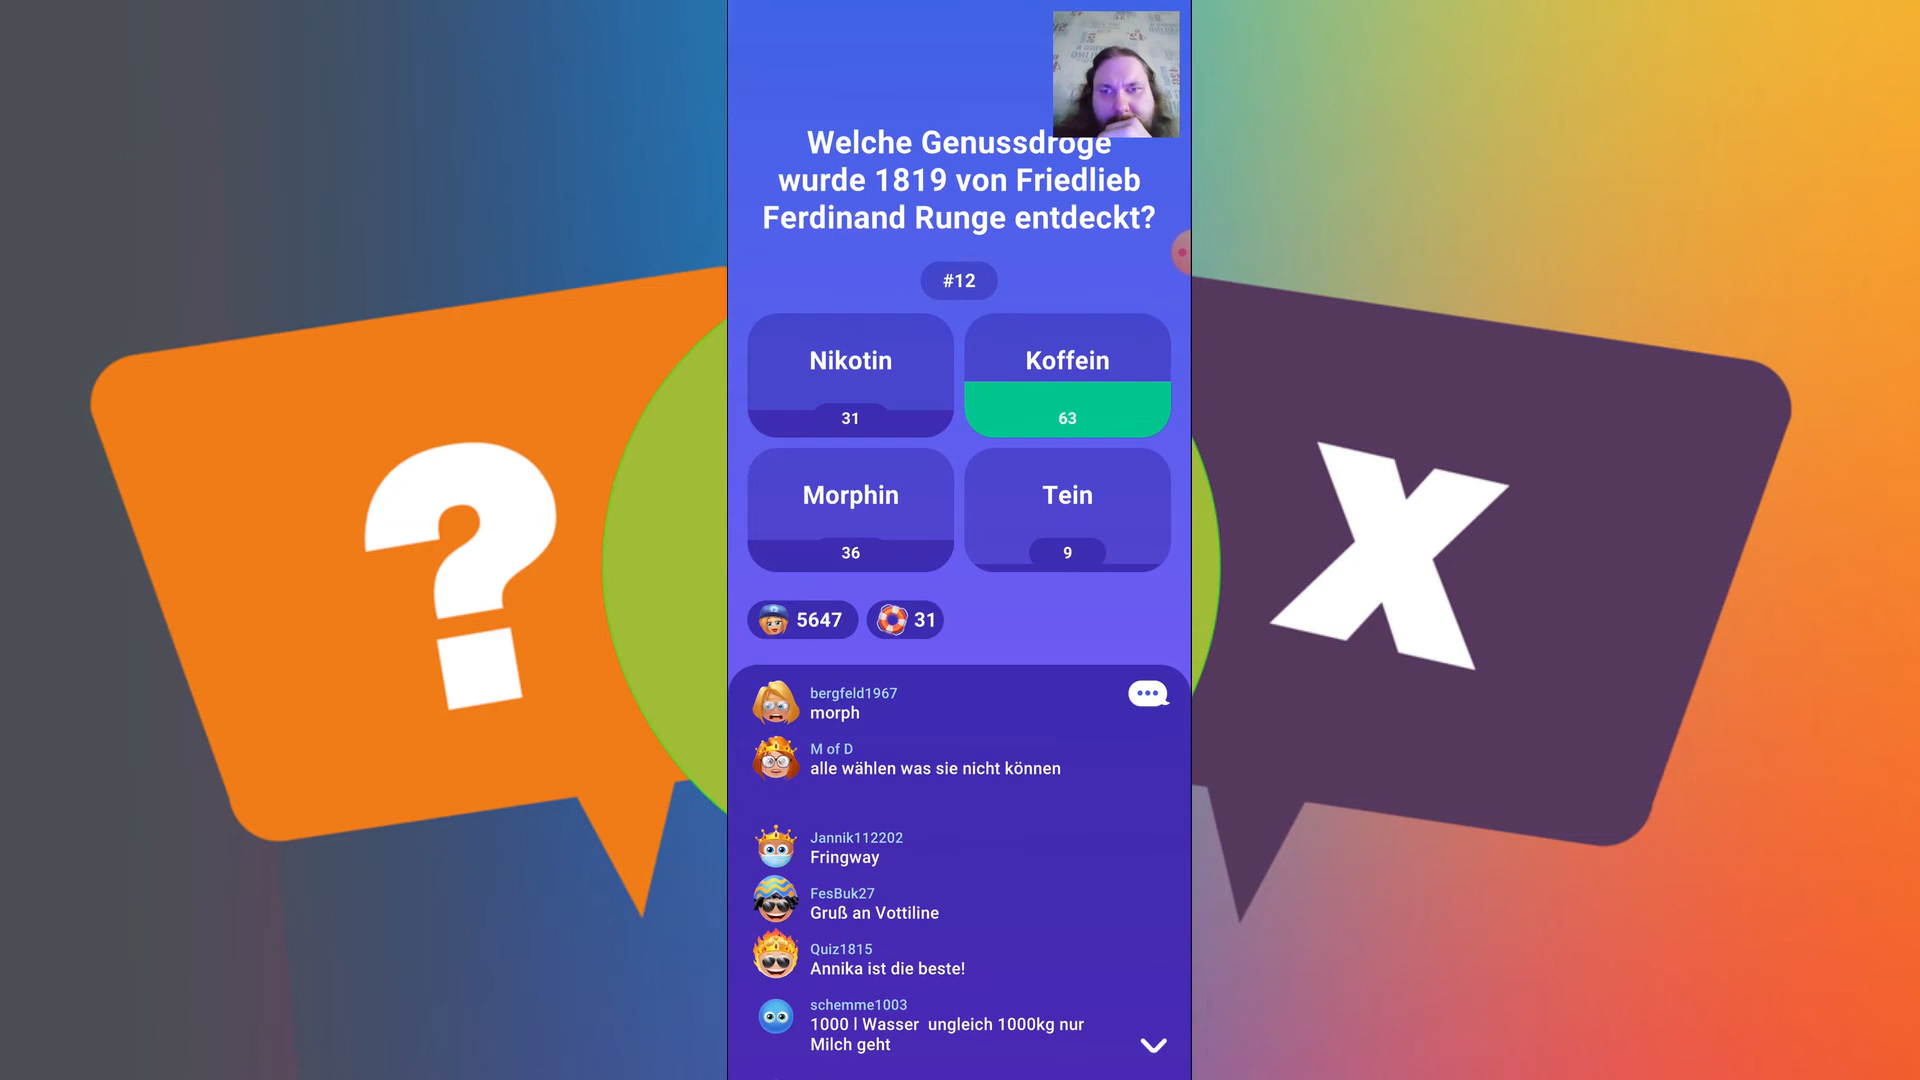 Welche Genussdroge
wurde 1819 von Friedlieb
Ferdinand Runge entdeckt?
#12
Nikotin
31
Koffein
63
Morphin
36
Tein
9
5647
31
bergfeld1967
morph
M of D
alle wählen was sie nicht können
Jannik112202
Fringway
FesBuk27
Gruß an Vottiline
Quiz1815
Annika ist die beste!
schemme1003
1000 l Wasser ungleich 1000kg nur
Milch geht
?
X